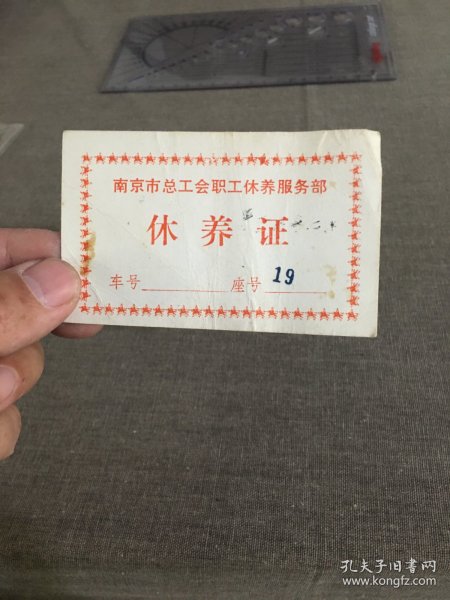 南京市总工会职工休养服务部
休养证
车号 座号 19
孔夫子旧书网
www.kongfz.com